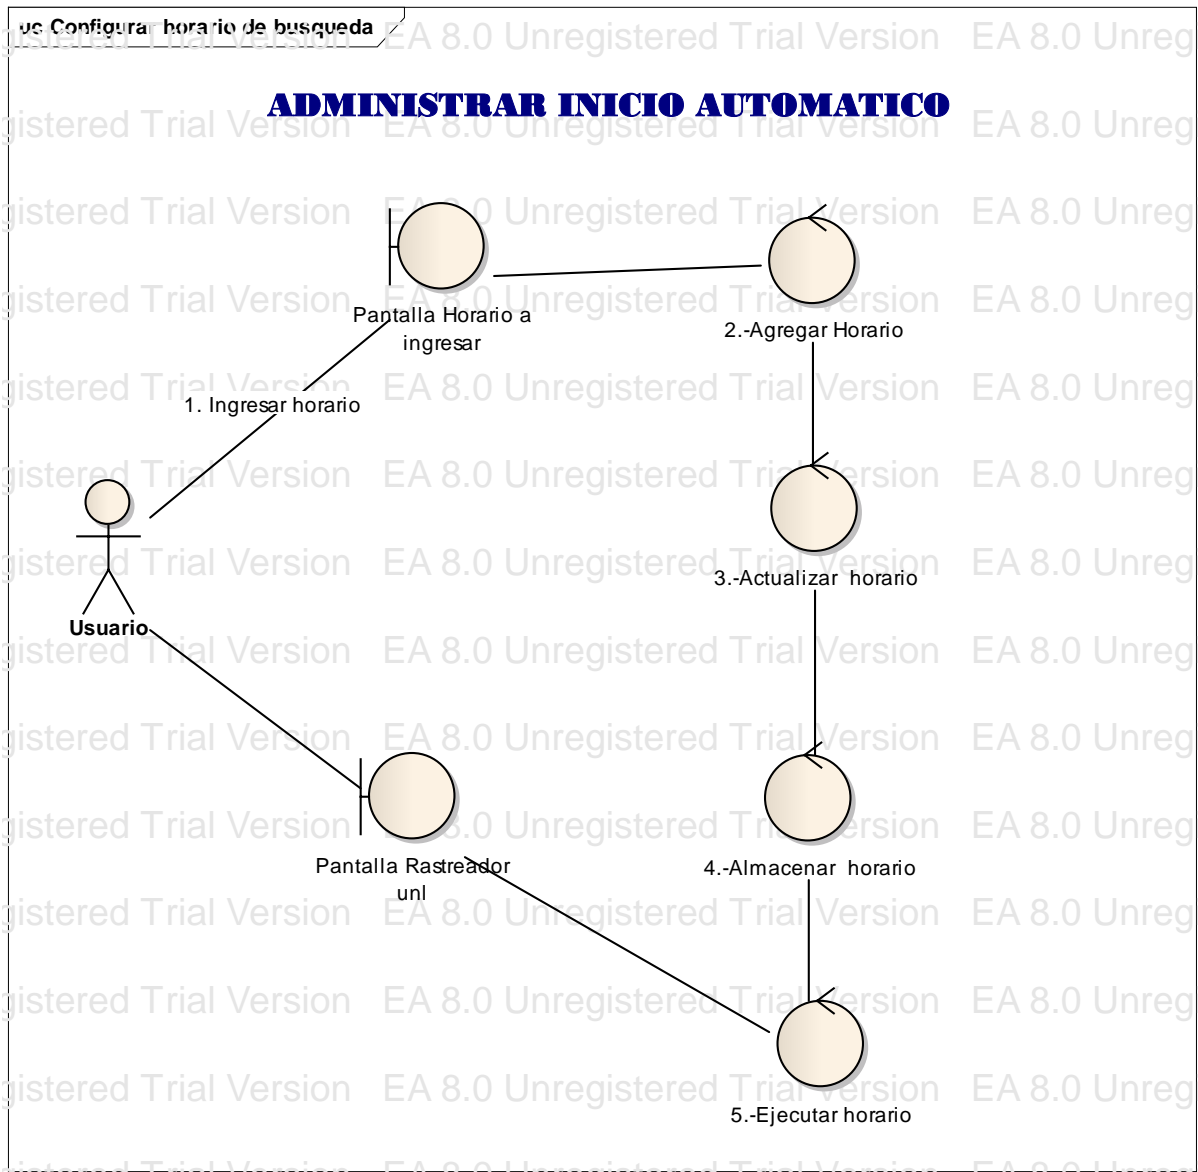 uc Configurar horario de busqueda
ADMINISTRAR INICIO AUTOMATICO
Pantalla Horario a
ingresar
2.-Agregar Horario
1. Ingresar horario
3.-Actualizar horario
Usuario
Pantalla Rastreador
unl
4.-Almacenar horario
5.-Ejecutar horario
EA 8.0 Unregistered Trial Version